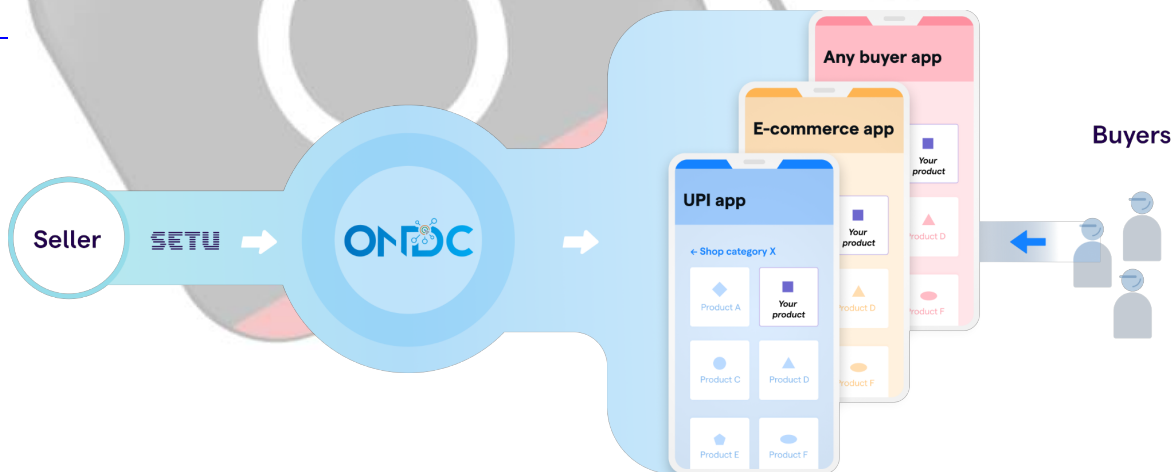 Seller
SETU
ONDC
Any buyer app
Your
product
Product D
Product F
E-commerce app
Your
product
Product D
Product F
UPI app
← Shop category X
Product A
Your
product
Product C
Product D
Product E
Product F
Buyers